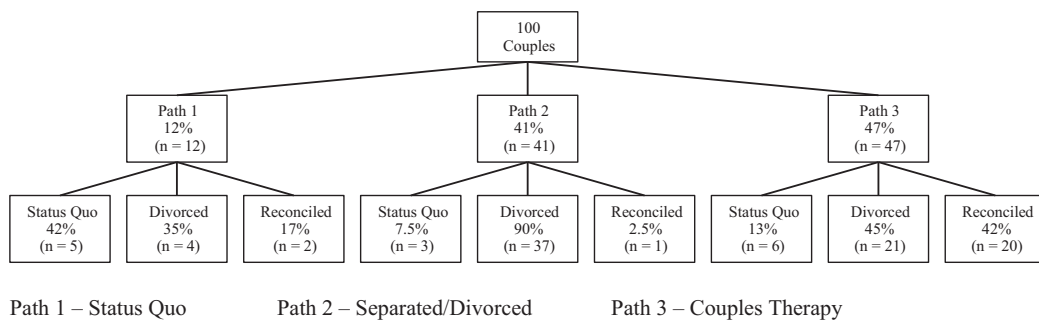 100
Couples
Path 1
12%
(n = 12)
Path 2
41%
(n = 41)
Path 3
47%
(n = 47)
Status Quo
42%
(n = 5)
Divorced
35%
(n = 4)
Reconciled
17%
(n = 2)
Status Quo
7.5%
(n = 3)
Divorced
90%
(n = 37)
Reconciled
2.5%
(n = 1)
Status Quo
13%
(n = 6)
Divorced
45%
(n = 21)
Reconciled
42%
(n = 20)
Path 1 – Status Quo Path 2 – Separated/Divorced Path 3 – Couples Therapy